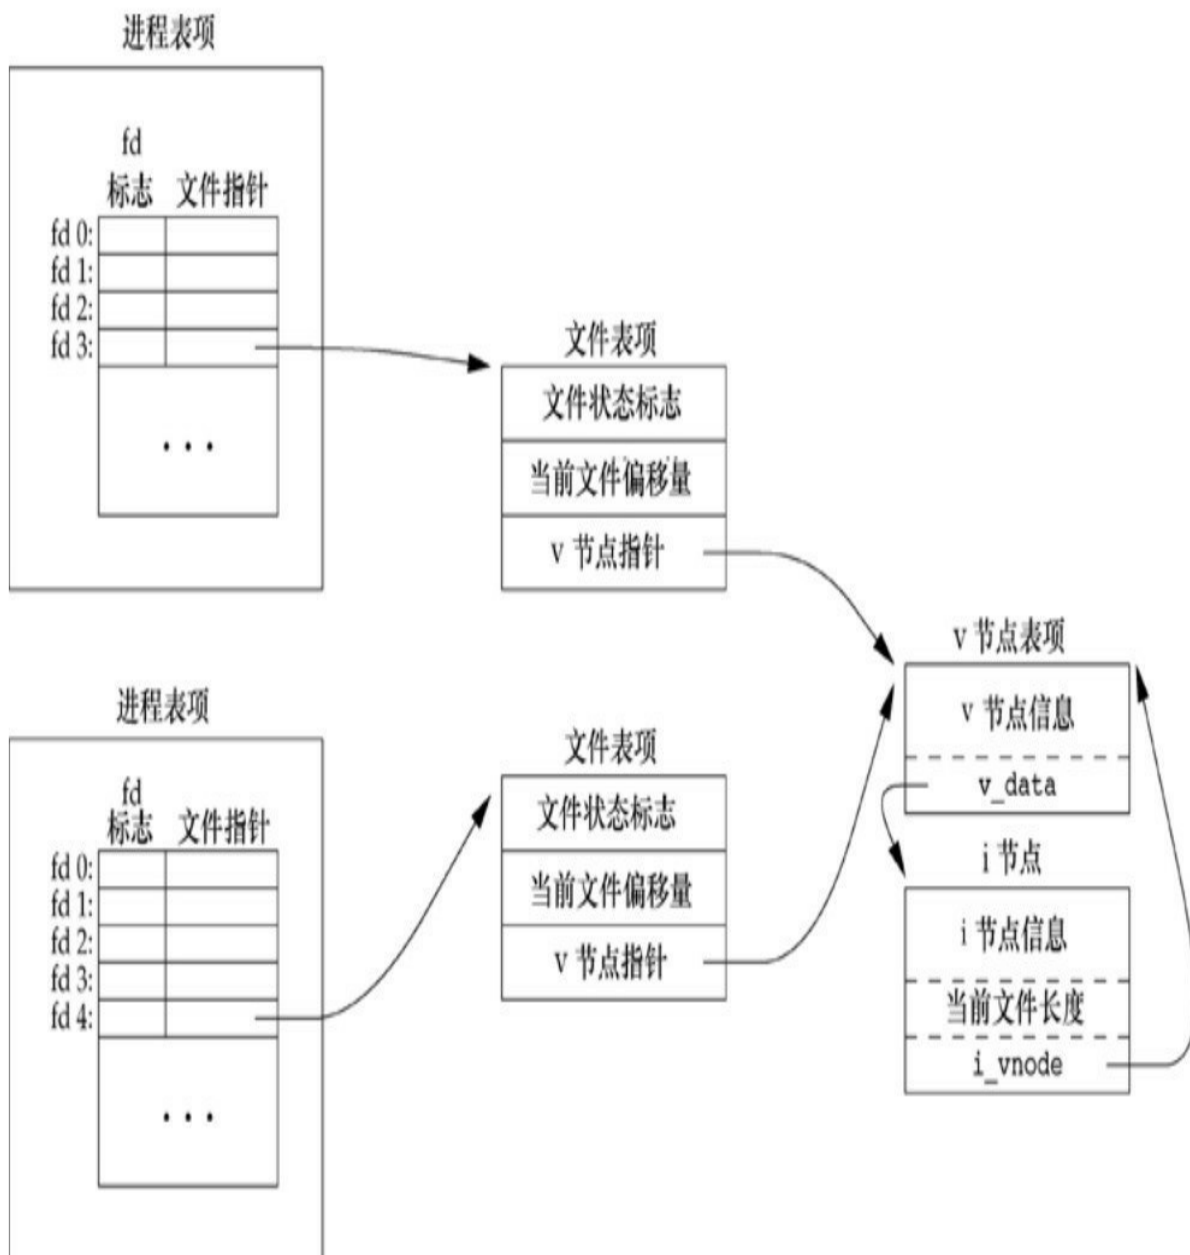 进程表项
fd
标志 文件指针
fd 0:
fd 1:
fd 2:
fd 3:
...
文件表项
文件状态标志
当前文件偏移量
v 节点指针
v 节点表项
v 节点信息
v_data
i 节点
i 节点信息
当前文件长度
i_vnode
进程表项
fd
标志 文件指针
fd 0:
fd 1:
fd 2:
fd 3:
fd 4:
...
文件表项
文件状态标志
当前文件偏移量
v 节点指针